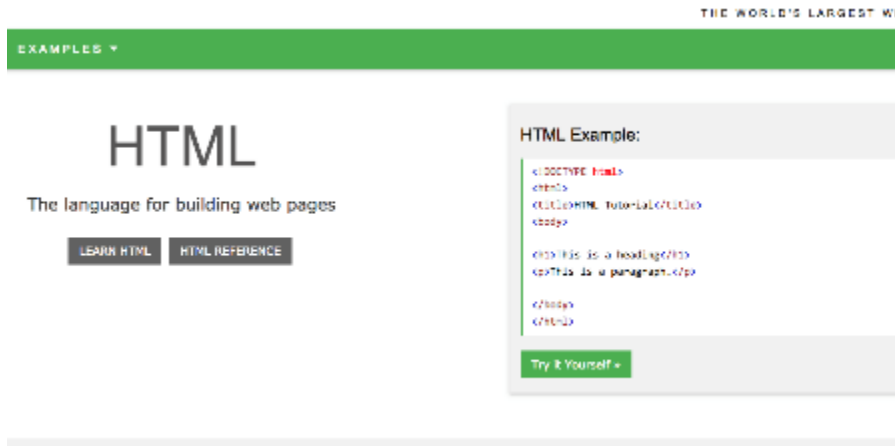 THE WORLD'S LARGEST W
EXAMPLES
HTML
The language for building web pages
LEARN HTML
HTML REFERENCE
HTML Example:
<!DOCTYPE html>
<html>
<title>HTML Tutorial</title>
<body>
<h1>This is a heading</h1>
<p>This is a paragraph.</p>
</body>
</html>
Try it Yourself »